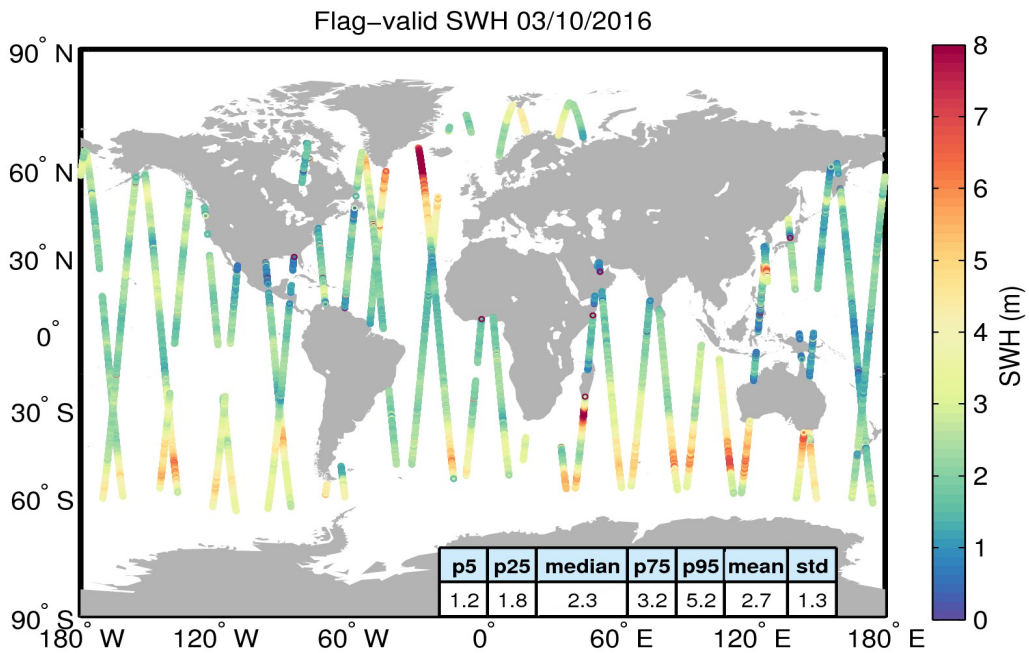 Flag−valid SWH 03/10/2016
90° N
60° N
30° N
0°
30° S
60° S
90° S
180° W
120° W
60° W
0°
60° E
120° E
180° E
p5 p25 median p75 p95 mean std
1.2 1.8 2.3 3.2 5.2 2.7 1.3
8
7
6
5
4
3
2
1
0
SWH (m)